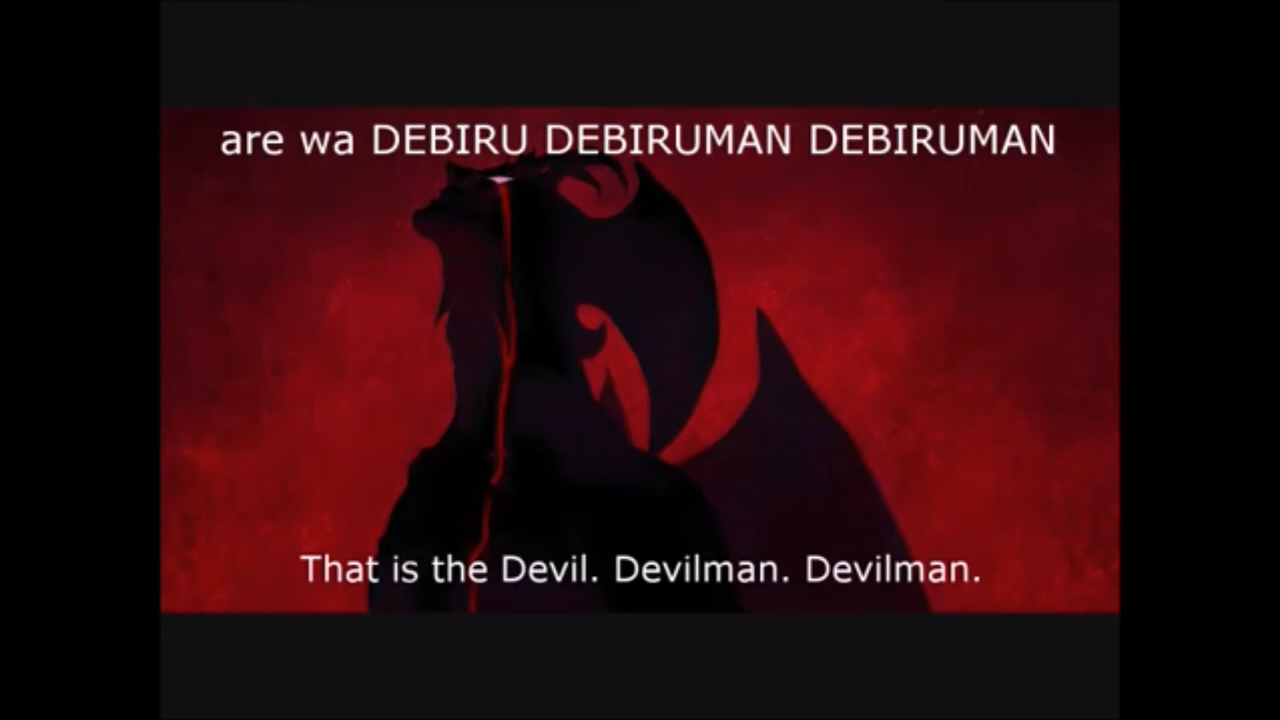 are wa DEBIRU DEBIRUMAN DEBIRUMAN
That is the Devil. Devilman. Devilman.